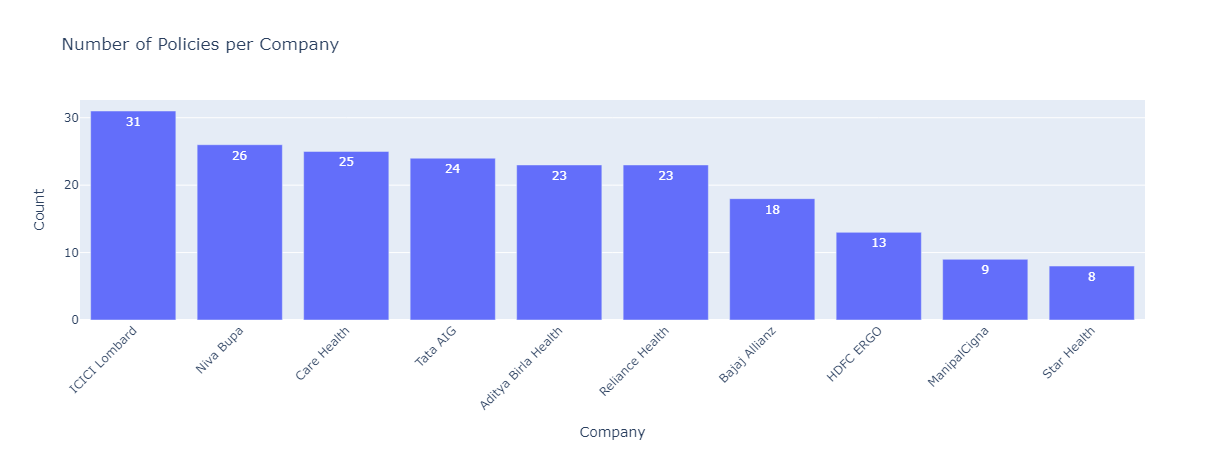 Number of Policies per Company
Count
30
20
10
0
31
26
25
24
23
23
18
13
9
8
ICICI Lombard
Niva Bupa
Care Health
Tata AIG
Aditya Birla Health
Reliance Health
Bajaj Allianz
HDFC ERGO
ManipalCigna
Star Health
Company